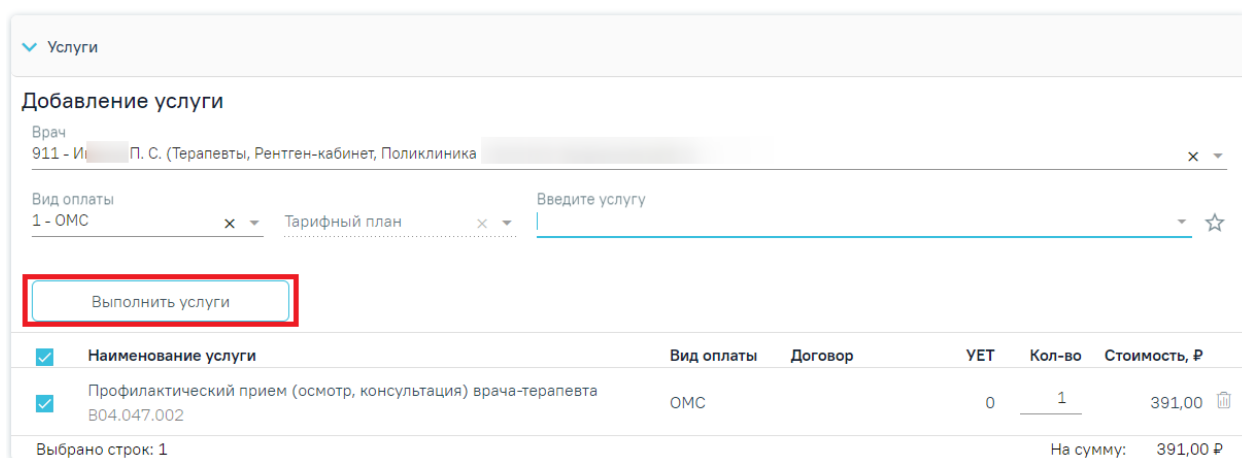 Услуги
Добавление услуги
Врач
911 - И П. С. (Терапевты, Рентген-кабинет, Поликлиника
Вид оплаты
1 - ОМС
Тарифный план
Введите услугу
Выполнить услуги
Наименование услуги Вид оплаты Договор УЕТ Кол-во Стоимость, ₽
Профилактический прием (осмотр, консультация) врача-терапевта
B04.047.002
ОМС 0 1 391,00
Выбрано строк: 1 На сумму: 391,00 ₽